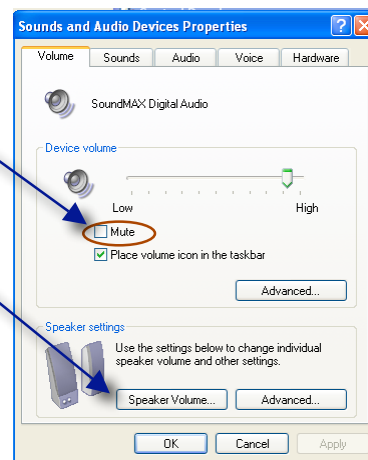 Sounds and Audio Devices Properties
Volume Sounds Audio Voice Hardware
SoundMAX Digital Audio
Device volume
Low High
Mute
Place volume icon in the taskbar
Advanced...
Speaker settings
Use the settings below to change individual
speaker volume and other settings.
Speaker Volume... Advanced...
OK Cancel Apply